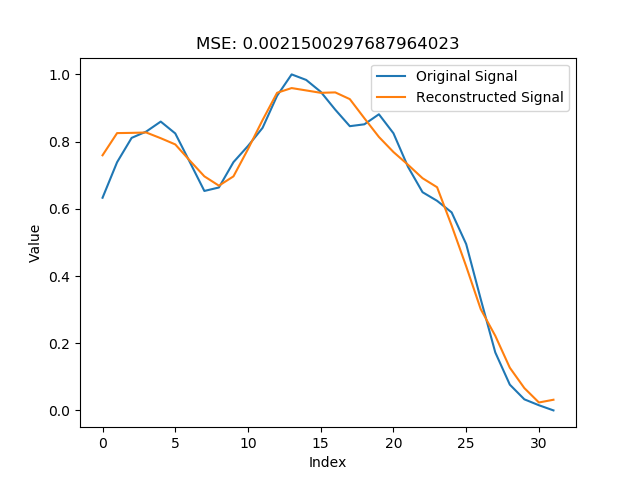 MSE: 0.0021500297687964023
Original Signal
Reconstructed Signal
1.0
0.8
0.6
0.4
0.2
0.0
Value
0 5 10 15 20 25 30
Index